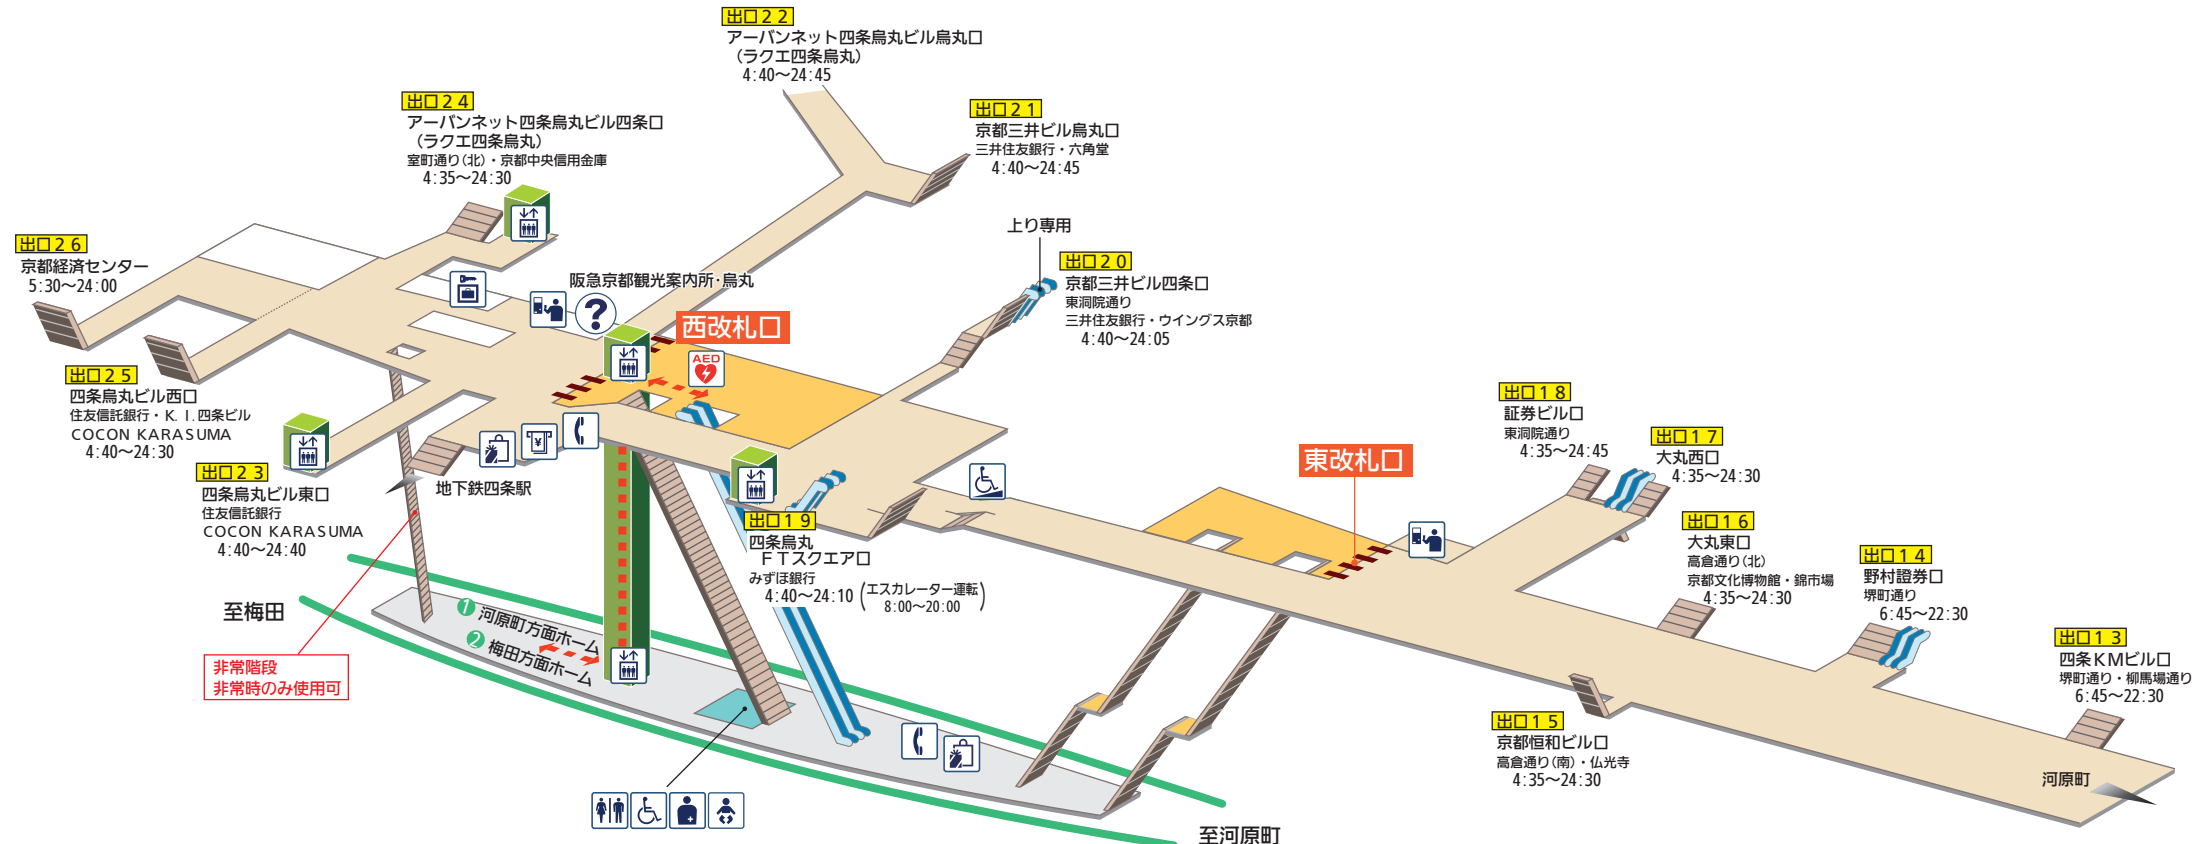 出口22
アーバンネット四条烏丸ビル烏丸口
（ラクエ四条烏丸）
4:40～24:45
出口24
アーバンネット四条烏丸ビル四条口
（ラクエ四条烏丸）
室町通り（北）・京都中央信用金庫
4:35～24:30
出口21
京都三井ビル烏丸口
三井住友銀行・六角堂
4:40～24:45
上り専用
出口20
京都三井ビル四条口
東洞院通り
三井住友銀行・ウイングス京都
4:40～24:05
出口26
京都経済センター
5:30～24:00
阪急京都観光案内所・烏丸
?
西改札口
AED
出口25
四条烏丸ビル西口
住友信託銀行・K.I.四条ビル
COCON KARASUMA
4:40～24:30
出口23
四条烏丸ビル東口
住友信託銀行
COCON KARASUMA
4:40～24:40
¥
地下鉄四条駅
出口19
四条烏丸
FTスクエア口
みずほ銀行
4:40～24:10（エスカレーター運転
8:00～20:00）
東改札口
出口18
証券ビル口
東洞院通り
4:35～24:45
出口17
大丸西口
4:35～24:30
出口16
大丸東口
高倉通り（北）
京都文化博物館・錦市場
4:35～24:30
出口14
野村證券口
堺町通り
6:45～22:30
出口13
四条KMビル口
堺町通り・柳馬場通り
6:45～22:30
出口15
京都恒和ビル口
高倉通り（南）・仏光寺
4:35～24:30
河原町
至梅田
1 河原町方面ホーム
2 梅田方面ホーム
非常階段
非常時のみ使用可
至河原町